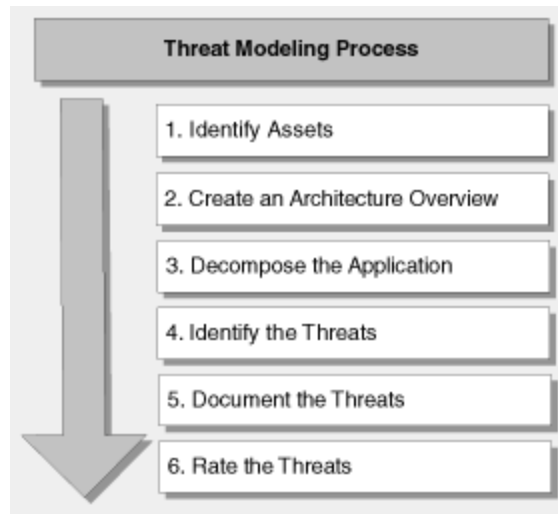 Threat Modeling Process
1. Identify Assets
2. Create an Architecture Overview
3. Decompose the Application
4. Identify the Threats
5. Document the Threats
6. Rate the Threats